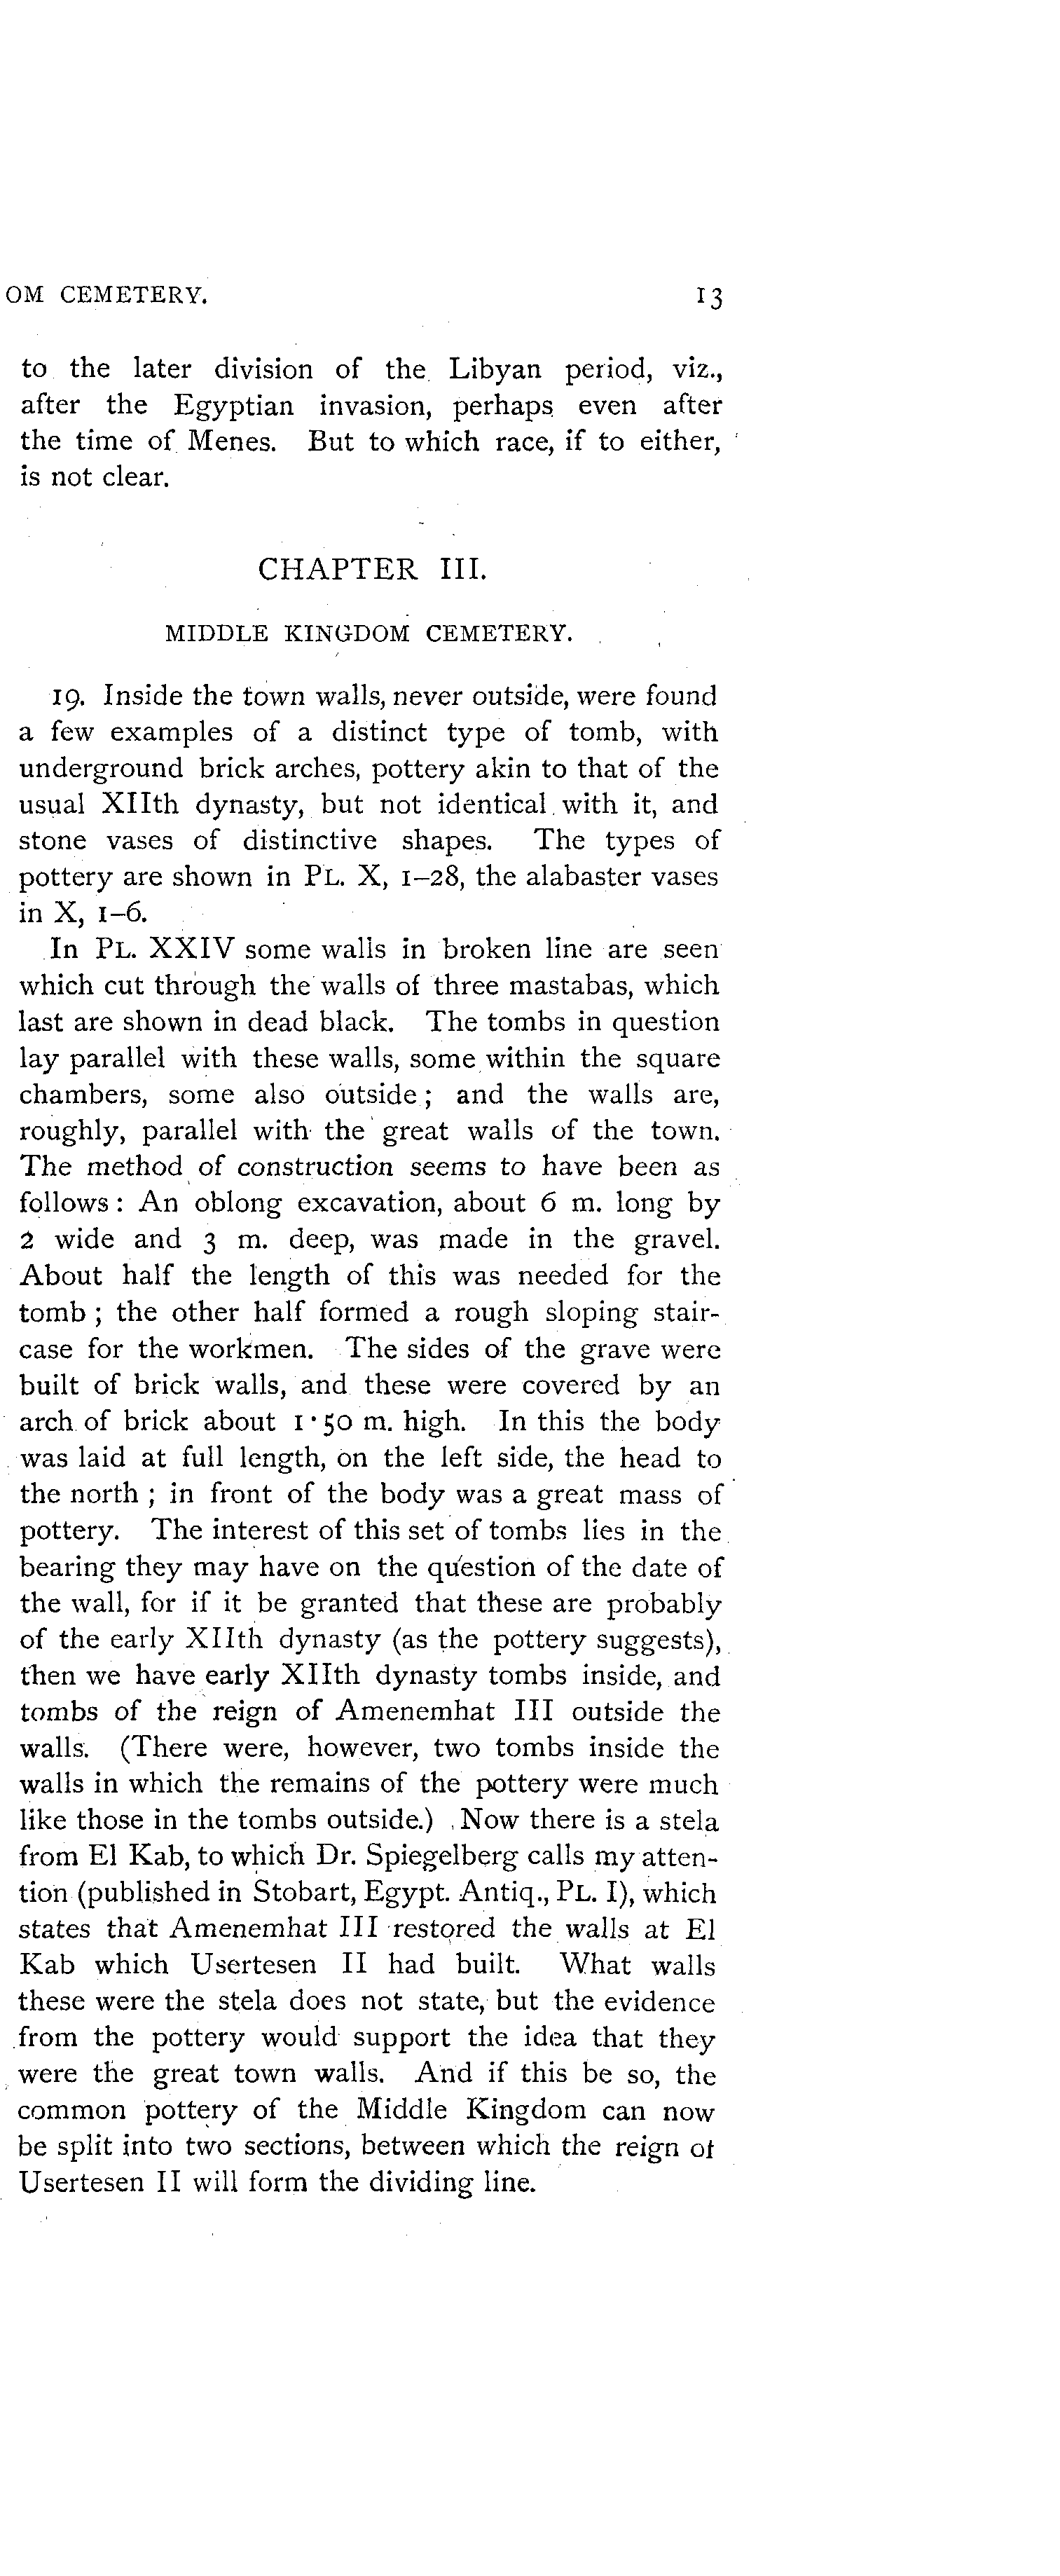 OM CEMETERY. 13
to the later division of the Libyan period, viz.,
after the Egyptian invasion, perhaps even after
the time of Menes. But to which race, if to either,
is not clear.
CHAPTER III.
MIDDLE KINGDOM CEMETERY.
19. Inside the town walls, never outside, were found
a few examples of a distinct type of tomb, with
underground brick arches, pottery akin to that of the
usual XIIth dynasty, but not identical with it, and
stone vases of distinctive shapes. The types of
pottery are shown in PL. X, 1–28, the alabaster vases
in X, 1–6.
In PL. XXIV some walls in broken line are seen
which cut through the walls of three mastabas, which
last are shown in dead black. The tombs in question
lay parallel with these walls, some within the square
chambers, some also outside; and the walls are,
roughly, parallel with the great walls of the town.
The method of construction seems to have been as
follows: An oblong excavation, about 6 m. long by
2 wide and 3 m. deep, was made in the gravel.
About half the length of this was needed for the
tomb; the other half formed a rough sloping stair-
case for the workmen. The sides of the grave were
built of brick walls, and these were covered by an
arch of brick about 1·50 m. high. In this the body
was laid at full length, on the left side, the head to
the north; in front of the body was a great mass of
pottery. The interest of this set of tombs lies in the
bearing they may have on the question of the date of
the wall, for if it be granted that these are probably
of the early XIIth dynasty (as the pottery suggests),
then we have early XIIth dynasty tombs inside, and
tombs of the reign of Amenemhat III outside the
walls. (There were, however, two tombs inside the
walls in which the remains of the pottery were much
like those in the tombs outside.) Now there is a stela
from El Kab, to which Dr. Spiegelberg calls my atten-
tion (published in Stobart, Egypt. Antiq., PL. I), which
states that Amenemhat III restored the walls at El
Kab which Usertesen II had built. What walls
these were the stela does not state, but the evidence
from the pottery would support the idea that they
were the great town walls. And if this be so, the
common pottery of the Middle Kingdom can now
be split into two sections, between which the reign of
Usertesen II will form the dividing line.